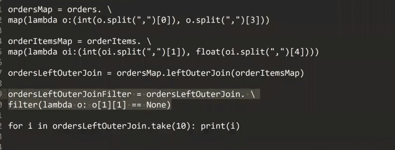 ordersMap = orders. \
map(lambda o:(int(o.split(",")[0]), o.split(",")[3]))
orderItemsMap = orderItems. \
map(lambda oi:(int(oi.split(",")[1]), float(oi.split(",")[4])))
ordersLeftOuterJoin = ordersMap.leftOuterJoin(orderItemsMap)
ordersLeftOuterJoinFilter = ordersLeftOuterJoin. \
filter(lambda o: o[1][1] == None)
for i in ordersLeftOuterJoin.take(10): print(i)